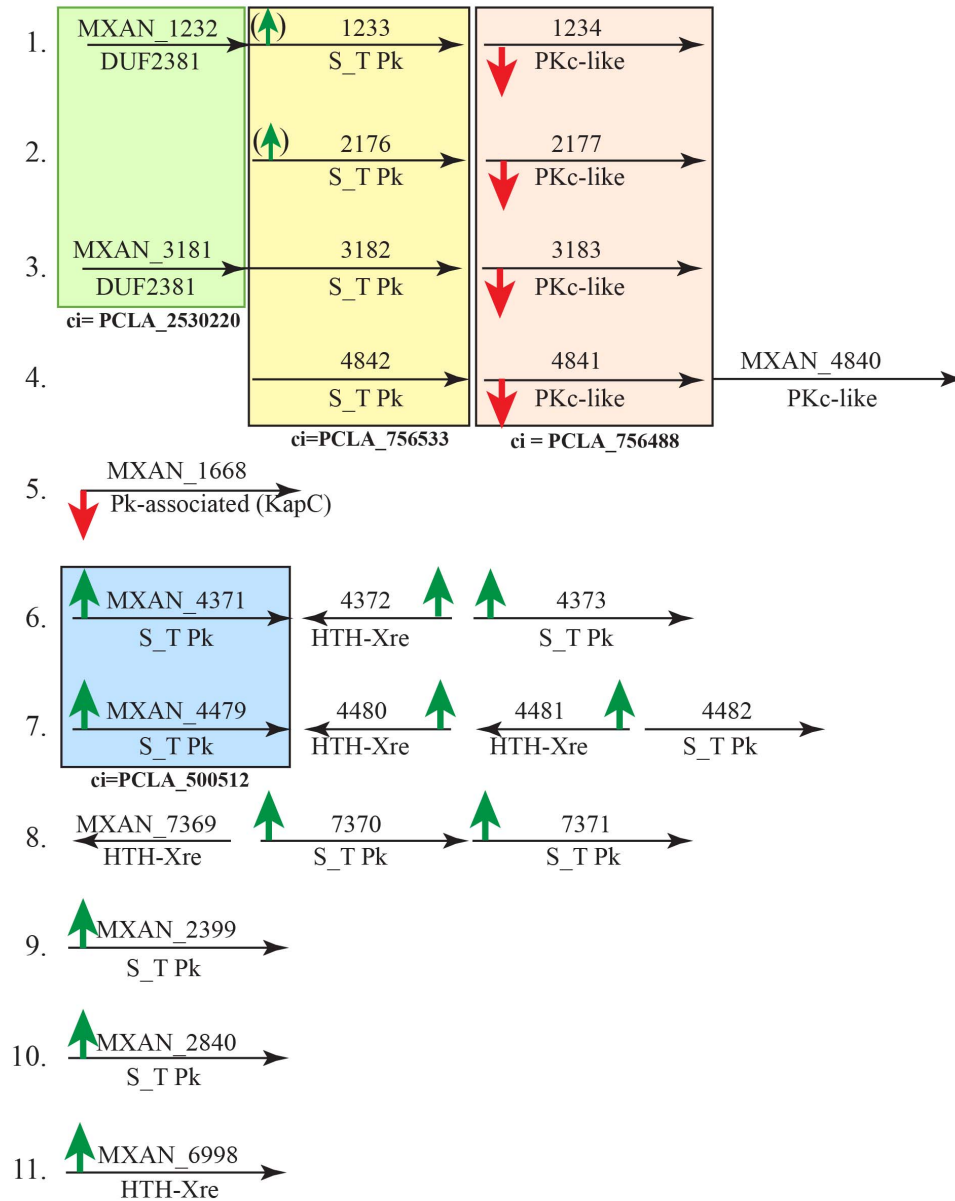 MXAN_1232 ( ) 1233 1234
1.
DUF2381 S_T Pk PKc-like
( ) 2176 2177
2.
S_T Pk PKc-like
MXAN_3181 3182 3183
3.
DUF2381 S_T Pk PKc-like
ci= PCLA_2530220
4842 4841 MXAN_4840
4.
S_T Pk PKc-like PKc-like
ci=PCLA_756533 ci = PCLA_756488
MXAN_1668
5.
Pk-associated (KapC)
MXAN_4371 4372 4373
6.
S_T Pk HTH-Xre S_T Pk
MXAN_4479 4480 4481 4482
7.
S_T Pk HTH-Xre HTH-Xre S_T Pk
ci=PCLA_500512
MXAN_7369 7370 7371
8.
HTH-Xre S_T Pk S_T Pk
MXAN_2399
9.
S_T Pk
MXAN_2840
10.
S_T Pk
MXAN_6998
11.
HTH-Xre